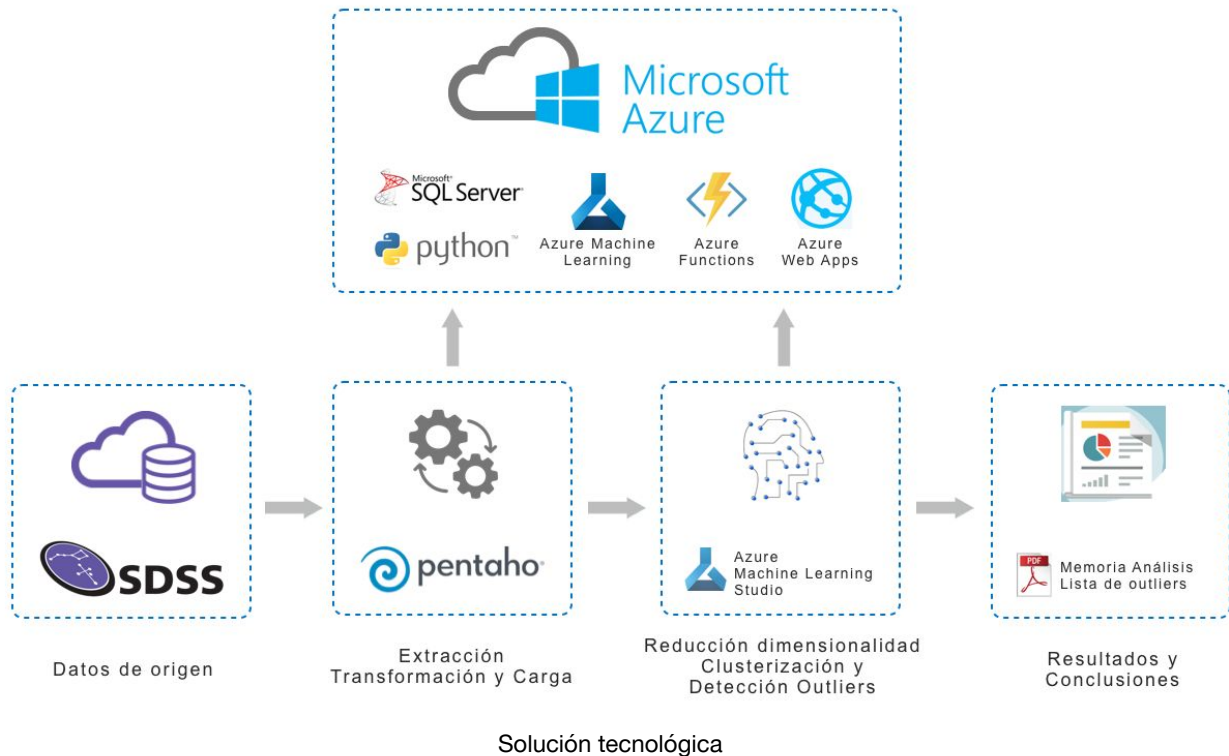 Microsoft
Azure
Microsoft®
SQL Server®
python™
Azure Machine
Learning
Azure
Functions
Azure
Web Apps
SDSS
pentaho®
Azure
Machine Learning
Studio
PDF
Memoria Análisis
Lista de outliers
Datos de origen
Extracción
Transformación y Carga
Reducción dimensionalidad
Clusterización y
Detección Outliers
Resultados y
Conclusiones
Solución tecnológica